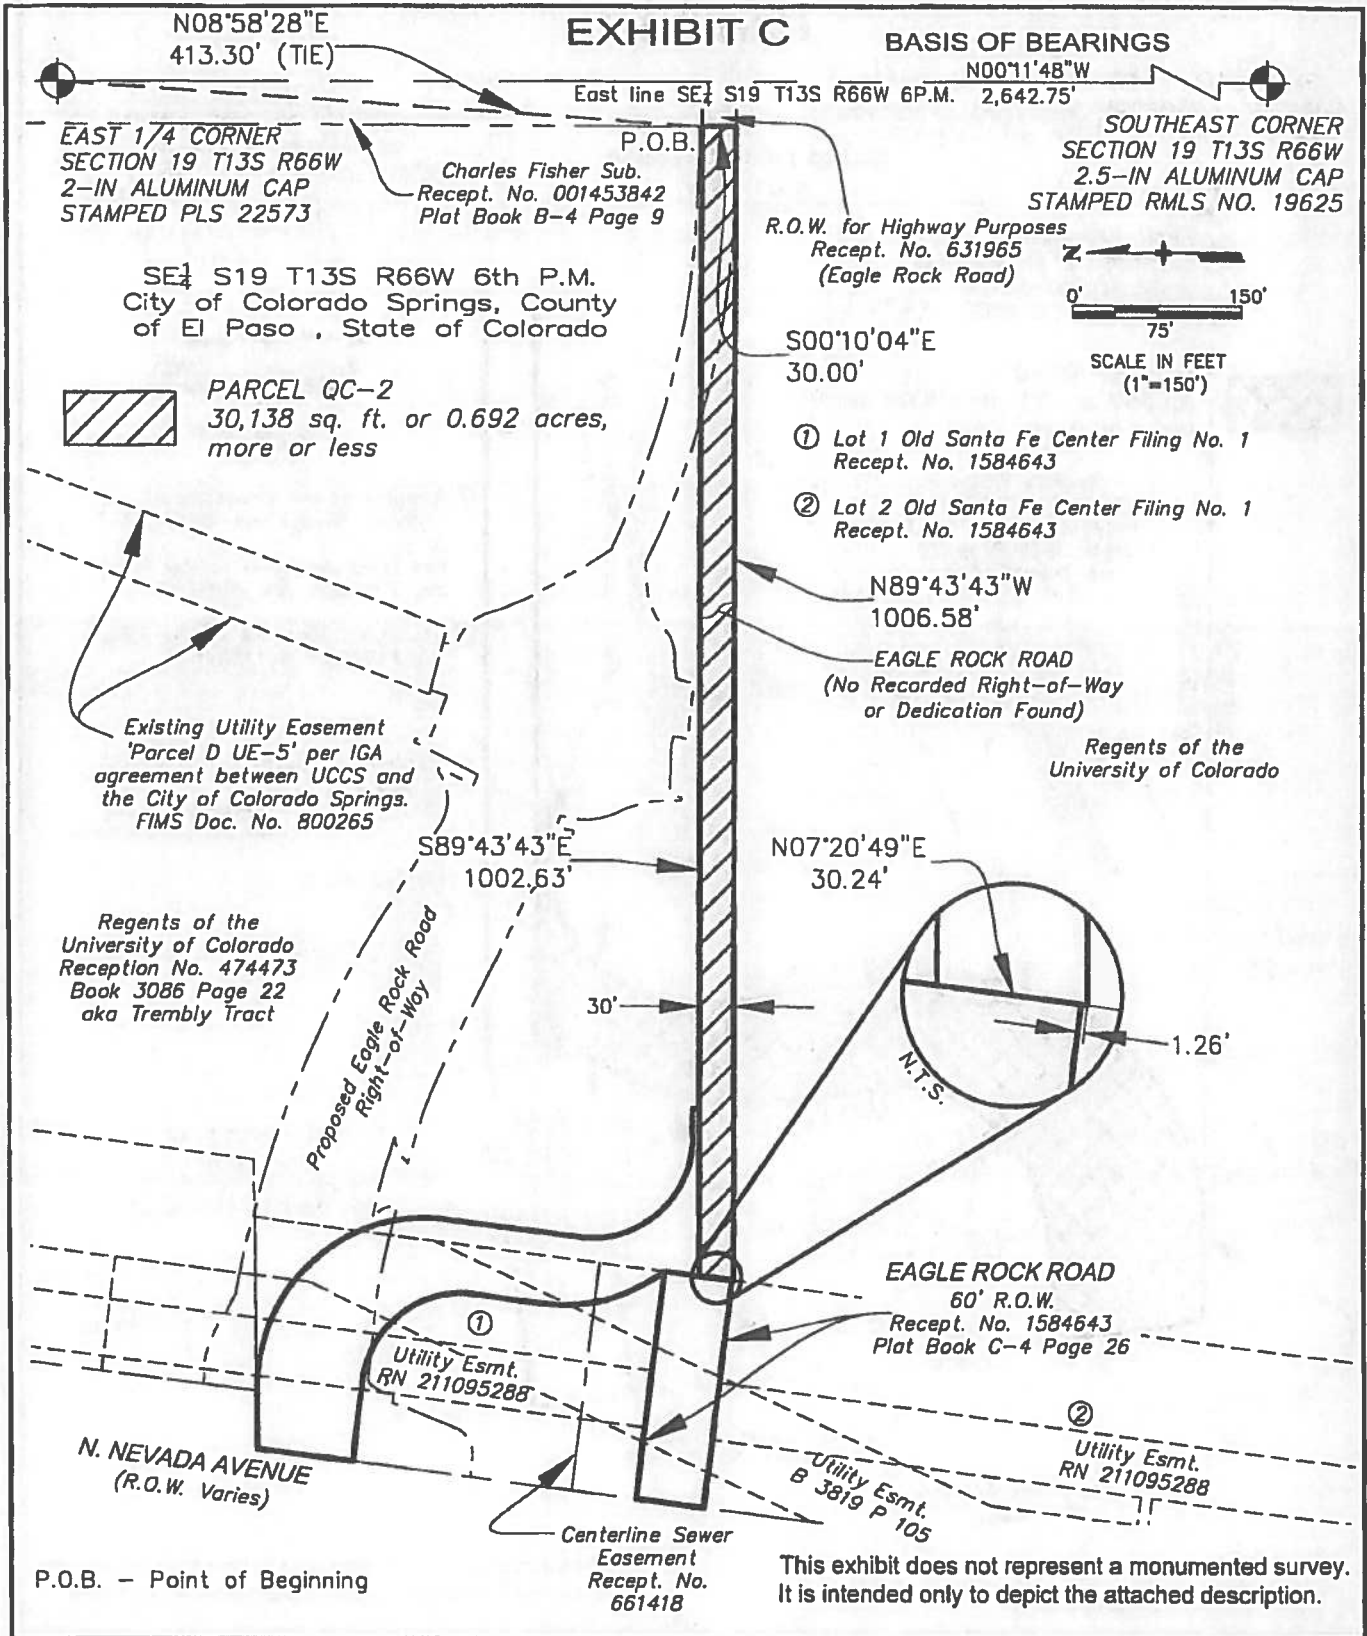 EXHIBIT C
N08°58'28"E
413.30' (TIE)
BASIS OF BEARINGS
N00°11'48"W
2,642.75'
East line SE¼ S19 T13S R66W 6P.M.
EAST 1/4 CORNER
SECTION 19 T13S R66W
2-IN ALUMINUM CAP
STAMPED PLS 22573
Charles Fisher Sub.
Recept. No. 001453842
Plat Book B-4 Page 9
P.O.B.
SOUTHEAST CORNER
SECTION 19 T13S R66W
2.5-IN ALUMINUM CAP
STAMPED RMLS NO. 19625
R.O.W. for Highway Purposes
Recept. No. 631965
(Eagle Rock Road)
Z
0' 150'
75'
SCALE IN FEET
(1"=150')
SE¼ S19 T13S R66W 6th P.M.
City of Colorado Springs, County
of El Paso , State of Colorado
PARCEL QC-2
30,138 sq. ft. or 0.692 acres,
more or less
S00°10'04"E
30.00'
① Lot 1 Old Santa Fe Center Filing No. 1
Recept. No. 1584643
② Lot 2 Old Santa Fe Center Filing No. 1
Recept. No. 1584643
N89°43'43"W
1006.58'
EAGLE ROCK ROAD
(No Recorded Right-of-Way
or Dedication Found)
Existing Utility Easement
'Parcel D UE-5' per IGA
agreement between UCCS and
the City of Colorado Springs.
FIMS Doc. No. 800265
Regents of the
University of Colorado
S89°43'43"E
1002.63'
N07°20'49"E
30.24'
Regents of the
University of Colorado
Reception No. 474473
Book 3086 Page 22
aka Trembly Tract
Proposed Eagle Rock Road
Right-of-Way
30'
1.26'
N.T.S.
EAGLE ROCK ROAD
60' R.O.W.
Recept. No. 1584643
Plat Book C-4 Page 26
①
Utility Esmt.
RN 211095288
②
Utility Esmt.
RN 211095288
N. NEVADA AVENUE
(R.O.W. Varies)
Utility Esmt.
B 3819 P 105
Centerline Sewer
Easement
Recept. No.
661418
P.O.B. - Point of Beginning
This exhibit does not represent a monumented survey.
It is intended only to depict the attached description.